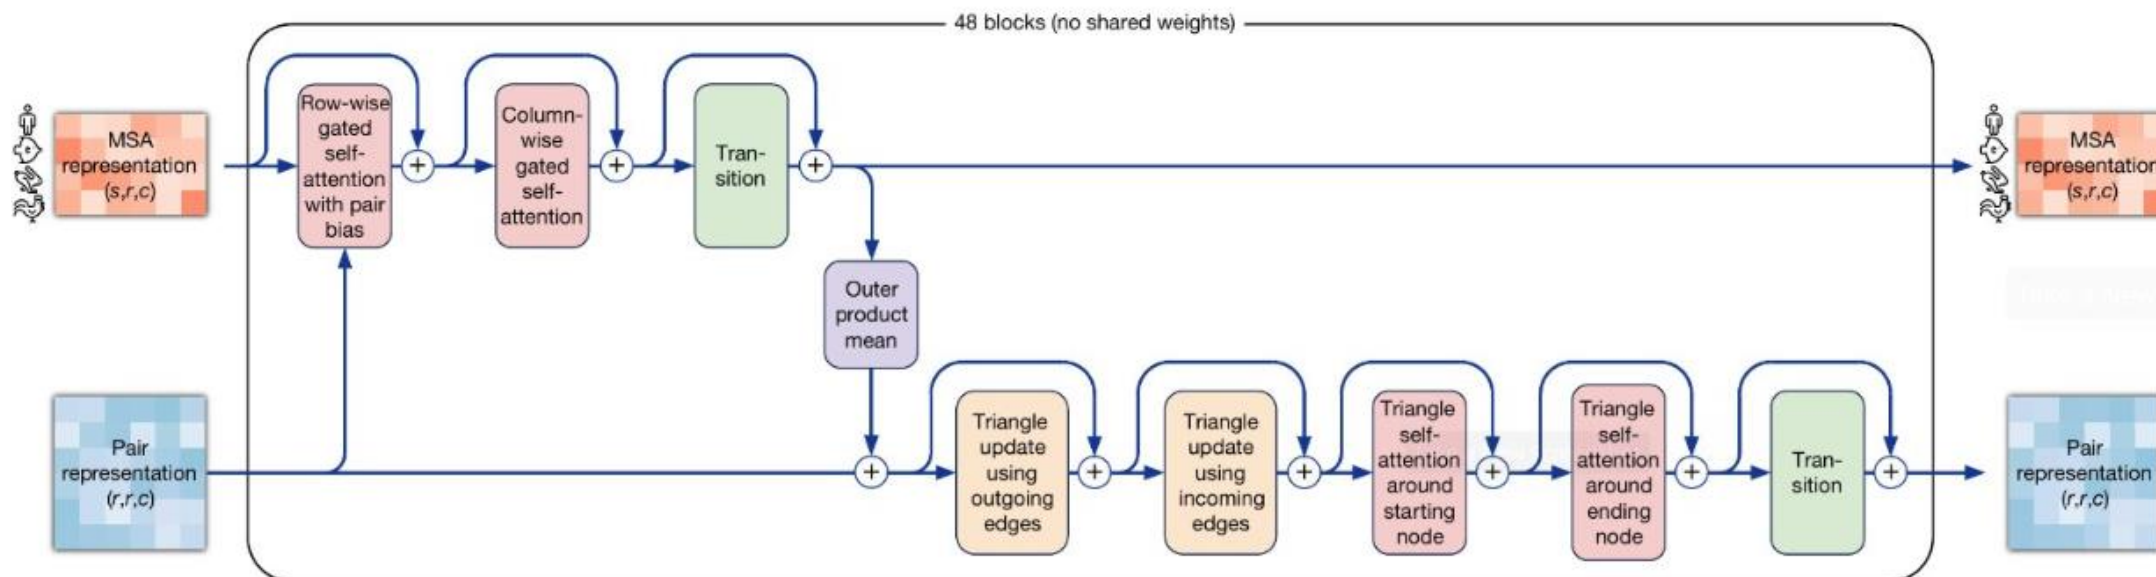 48 blocks (no shared weights)
MSA
representation
(s,r,c)
Row-wise
gated
self-
attention
with pair
bias
+
Column-
wise
gated
self-
attention
+
Tran-
sition
+
MSA
representation
(s,r,c)
Outer
product
mean
Pair
representation
(r,r,c)
+
Triangle
update
using
outgoing
edges
+
Triangle
update
using
incoming
edges
+
Triangle
self-
attention
around
starting
node
+
Triangle
self-
attention
around
ending
node
+
Tran-
sition
+
Pair
representation
(r,r,c)